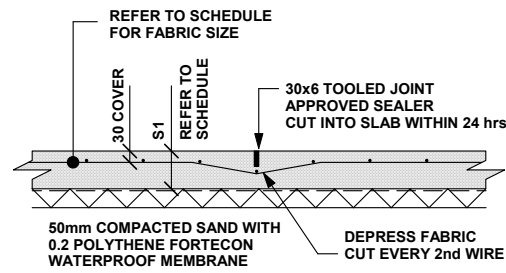 REFER TO SCHEDULE
FOR FABRIC SIZE
30 COVER
S1
REFER TO
SCHEDULE
30x6 TOOLED JOINT
APPROVED SEALER
CUT INTO SLAB WITHIN 24 hrs
50mm COMPACTED SAND WITH
0.2 POLYTHENE FORTECON
WATERPROOF MEMBRANE
DEPRESS FABRIC
CUT EVERY 2nd WIRE